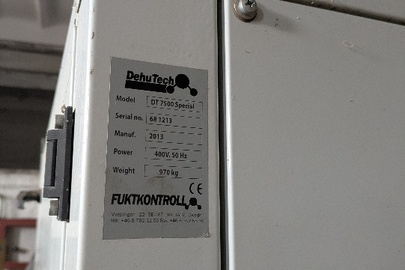 DehuTech
Model DT 7500 Spesial
Serial no. 68 1213
Manuf. 2013
Power 400V. 50 Hz
Weight 970 kg
CE
FUKTKONTROLL